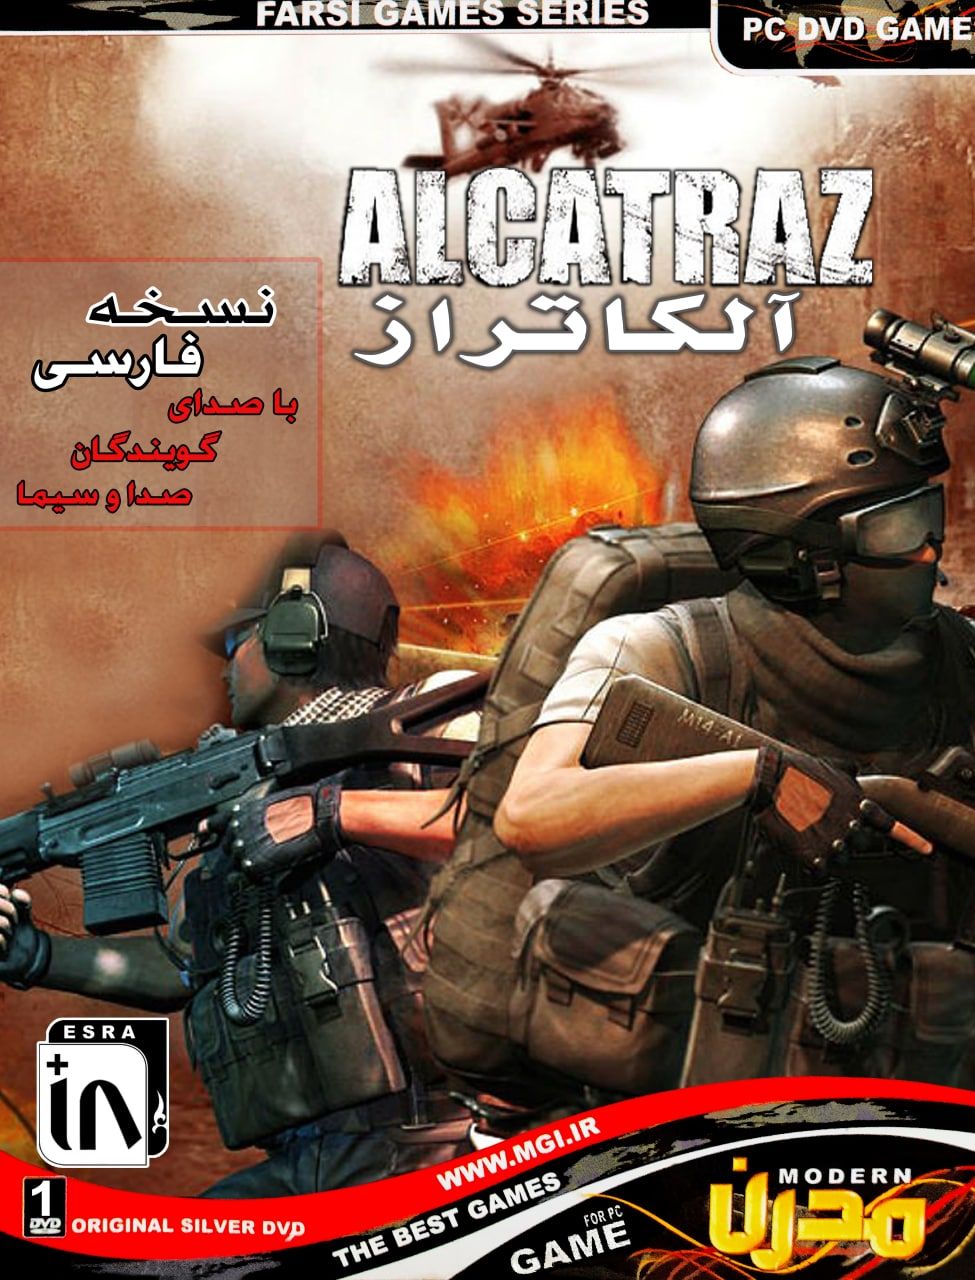 FARSI GAMES SERIES
PC DVD GAME
ALCATRAZ
آلکاتراز
نسخه
فارسی
با صدای
گویندگان
صدا و سیما
M14-A1
ESRA
+۱۸
WWW.MGI.IR
THE BEST GAMES
FOR PC
GAME
MODERN
مدرن
1
DVD
ORIGINAL SILVER DVD